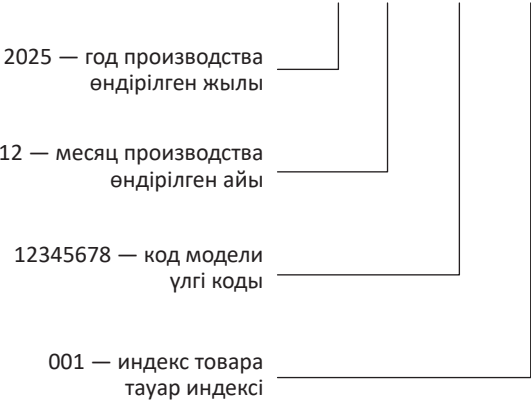 2025 — год производства
өндірілген жылы
12 — месяц производства
өндірілген айы
12345678 — код модели
үлгі коды
001 — индекс товара
тауар индексі